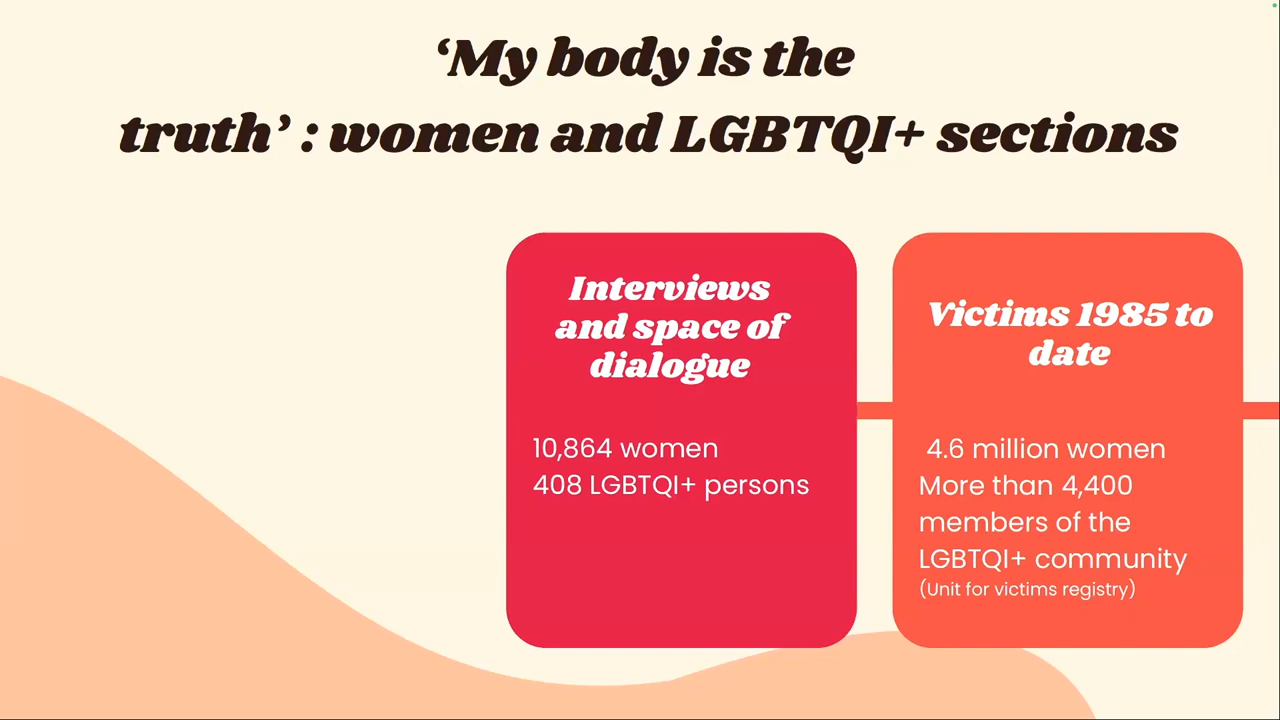 ‘My body is the
truth’ : women and LGBTQI+ sections
Interviews
and space of
dialogue
10,864 women
408 LGBTQI+ persons
Victims 1985 to
date
4.6 million women
More than 4,400
members of the
LGBTQI+ community
(Unit for victims registry)